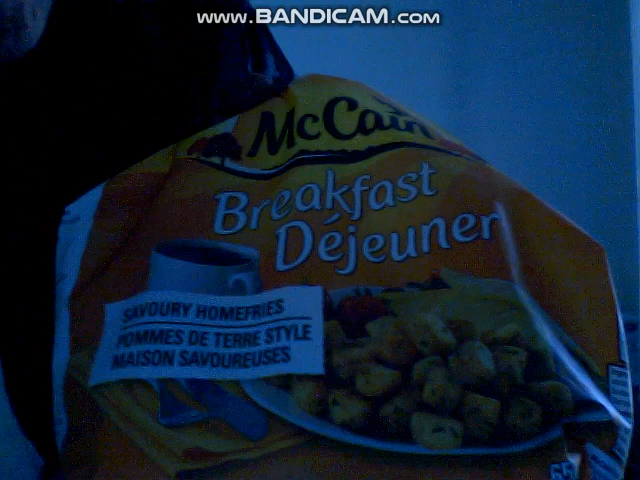 www.BANDICAM.com
McCain
Breakfast
Déjeuner
SAVOURY HOMEFRIES
POMMES DE TERRE STYLE
MAISON SAVOUREUSES